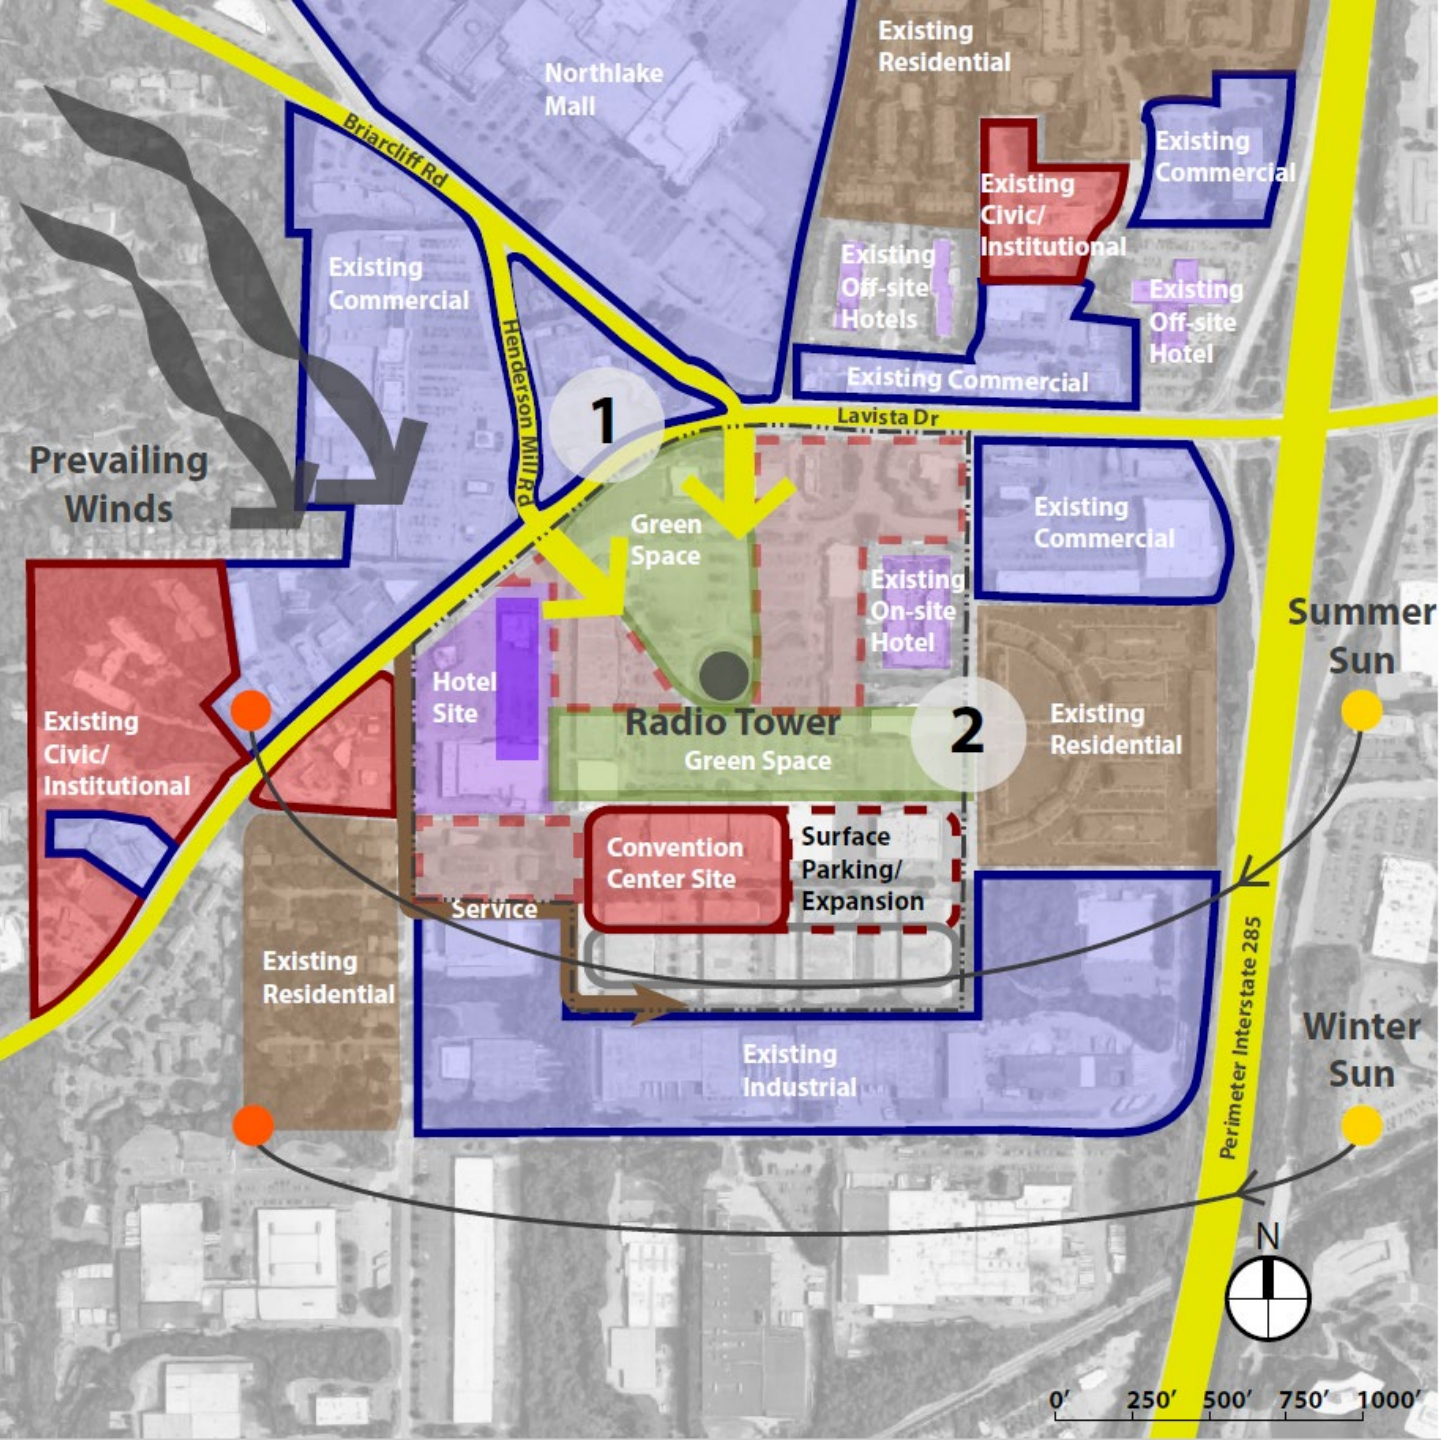 Existing
Residential
Northlake
Mall
Briarcliff Rd
Existing
Commercial
Existing
Civic/
Institutional
Existing
Commercial
Existing
Off-site
Hotels
Existing
Off-site
Hotel
Henderson Mill Rd
Existing Commercial
1
Lavista Dr
Prevailing
Winds
Green
Space
Existing
Commercial
Existing
On-site
Hotel
Summer
Sun
Hotel
Site
Existing
Civic/
Institutional
Radio Tower
Green Space
2
Existing
Residential
Convention
Center Site
Surface
Parking/
Expansion
Service
Existing
Residential
Perimeter Interstate 285
Existing
Industrial
Winter
Sun
N
0' 250' 500' 750' 1000'